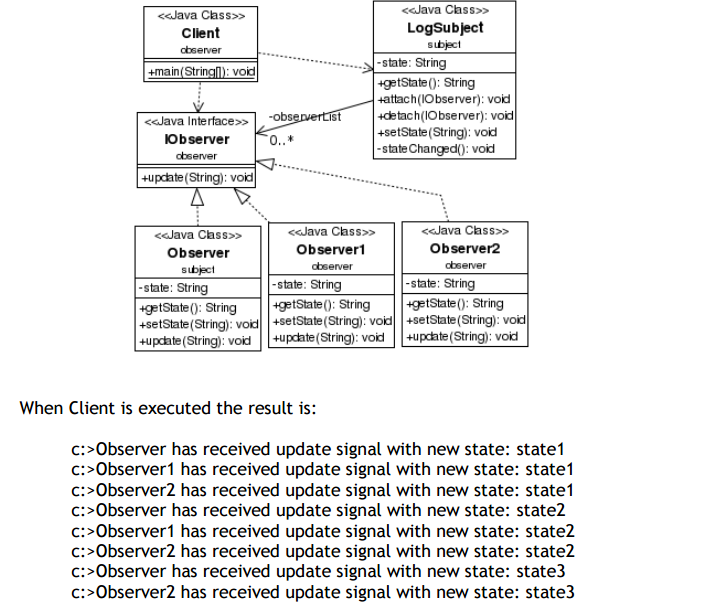 <<Java Class>>
Client
observer
+main(String[]): void
<<Java Class>>
LogSubject
subject
-state: String
+getState(): String
+attach(IObserver): void
+detach(IObserver): void
+setState(String): void
-stateChanged(): void
-observerList
0..*
<<Java Interface>>
IObserver
observer
+update(String): void
<<Java Class>>
Observer
subject
-state: String
+getState(): String
+setState(String): void
+update(String): void
<<Java Class>>
Observer1
observer
-state: String
+getState(): String
+setState(String): void
+update(String): void
<<Java Class>>
Observer2
observer
-state: String
+getState(): String
+setState(String): void
+update(String): void
When Client is executed the result is:
c:>Observer has received update signal with new state: state1
c:>Observer1 has received update signal with new state: state1
c:>Observer2 has received update signal with new state: state1
c:>Observer has received update signal with new state: state2
c:>Observer1 has received update signal with new state: state2
c:>Observer2 has received update signal with new state: state2
c:>Observer has received update signal with new state: state3
c:>Observer2 has received update signal with new state: state3